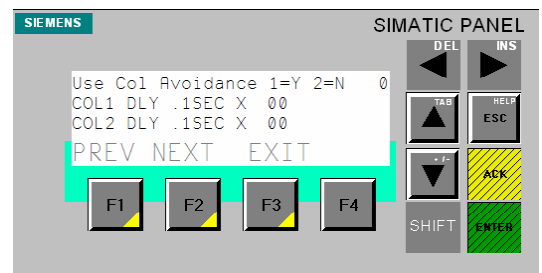 SIEMENS
SIMATIC PANEL
DEL
INS
Use Col Avoidance 1=Y 2=N 0
COL1 DLY .1SEC X 00
COL2 DLY .1SEC X 00
PREV NEXT EXIT
TAB
HELP
ESC
+ / -
ACK
F1
F2
F3
F4
SHIFT
ENTER